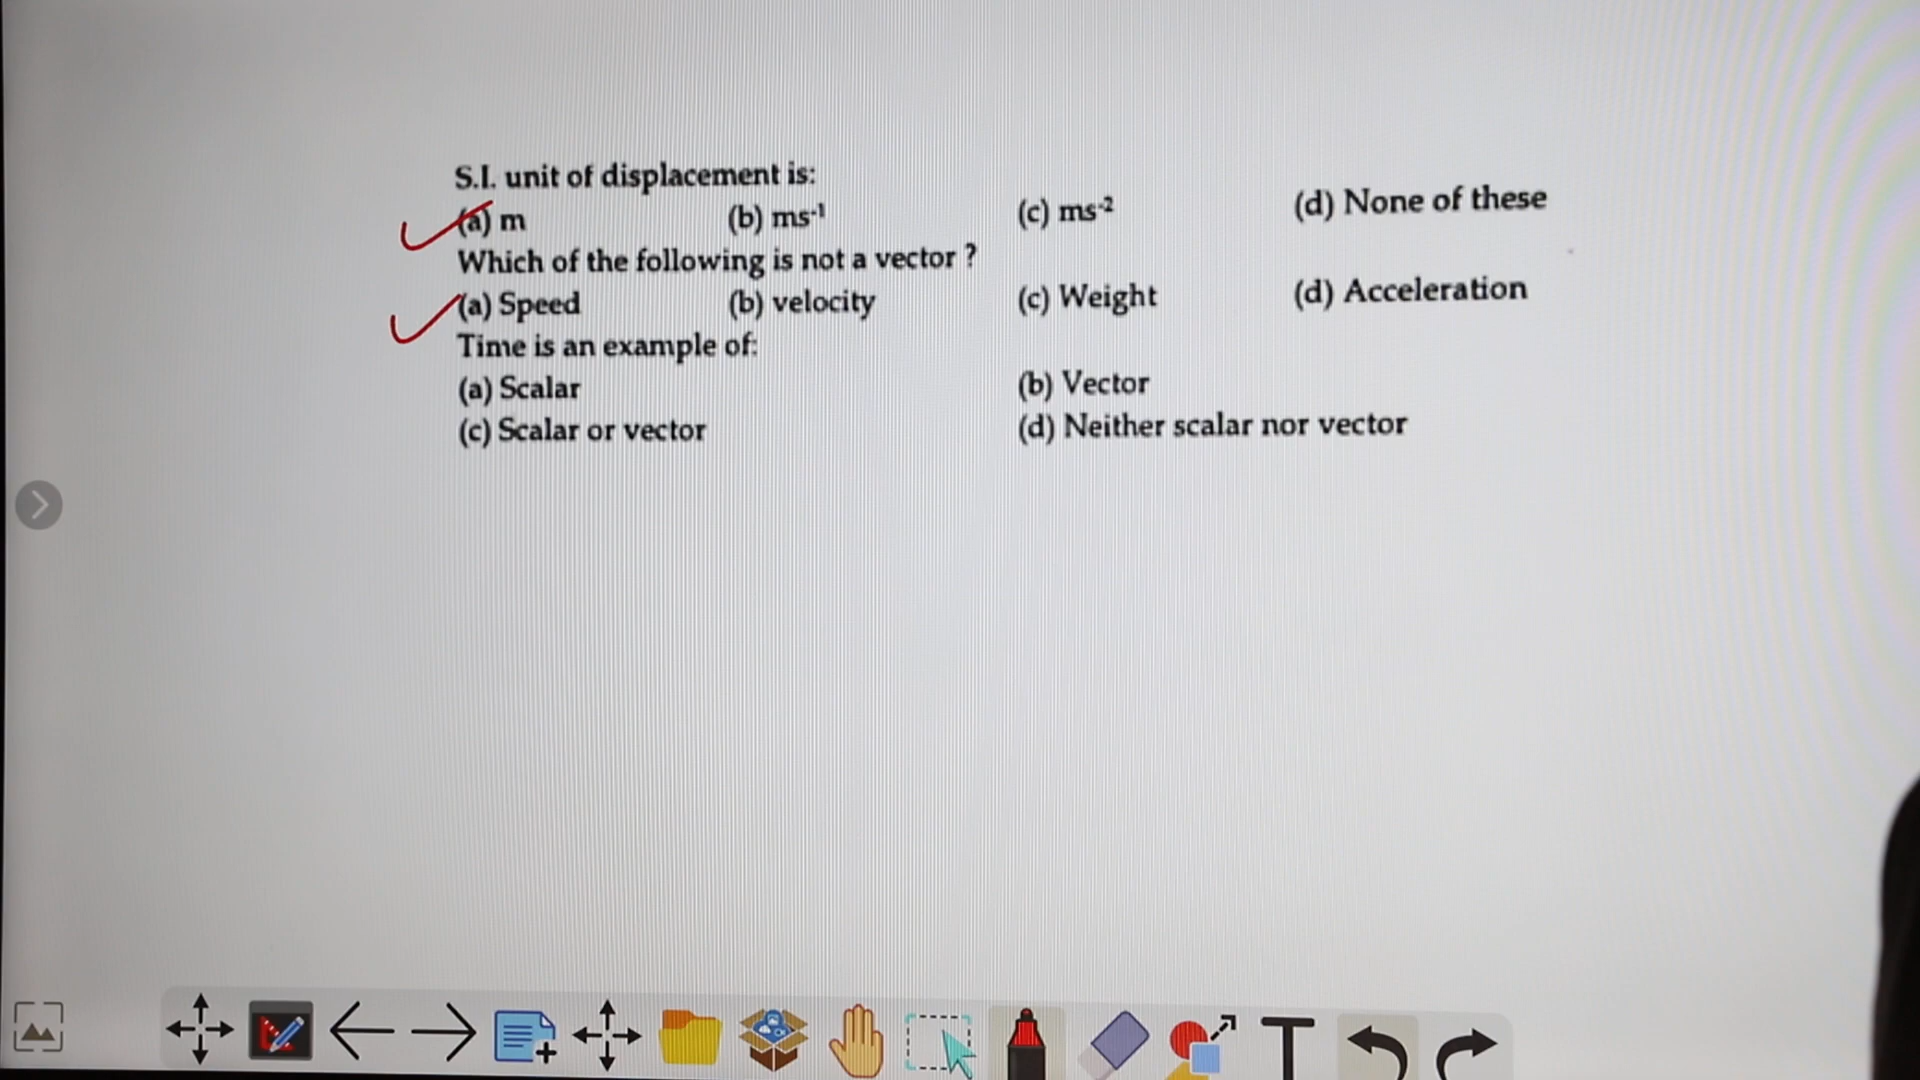 S.I. unit of displacement is:
(a) m (b) ms⁻¹ (c) ms⁻² (d) None of these
Which of the following is not a vector ?
(a) Speed (b) velocity (c) Weight (d) Acceleration
Time is an example of:
(a) Scalar (b) Vector
(c) Scalar or vector (d) Neither scalar nor vector